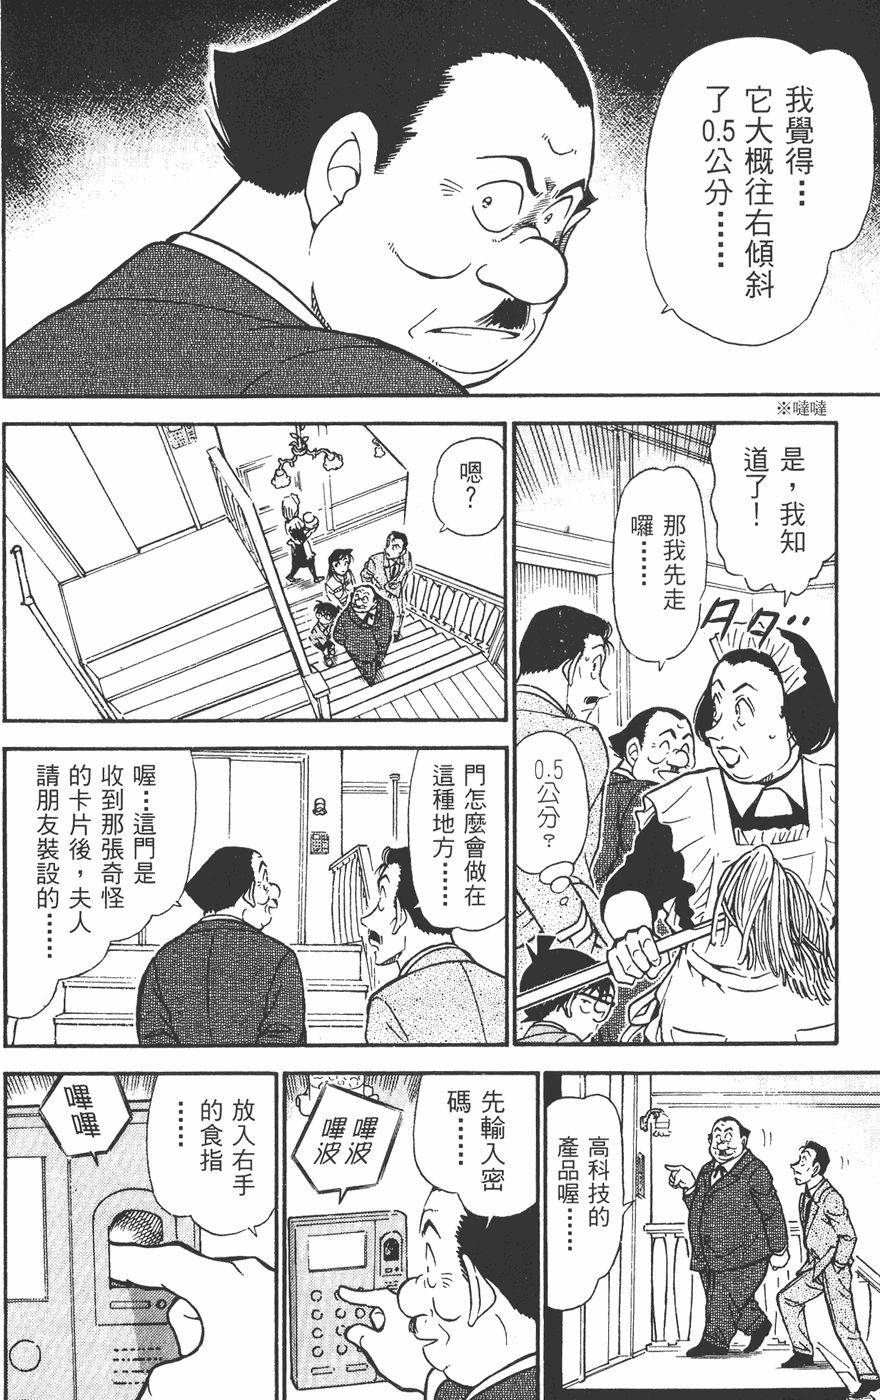 我覺得…
它大概往右傾斜
了0.5公分……
※噠噠
是，我知
道了！
タタ‥
那我先走
囉……
0.5
公分？
嗯？
門怎麼會做在
這種地方……
喔…這門是
收到那張奇怪
的卡片後，夫人
請朋友裝設的……
高科技的
產品喔……
先輸入密
碼……
嗶波
嗶波
放入右手
的食指
……
嗶嗶